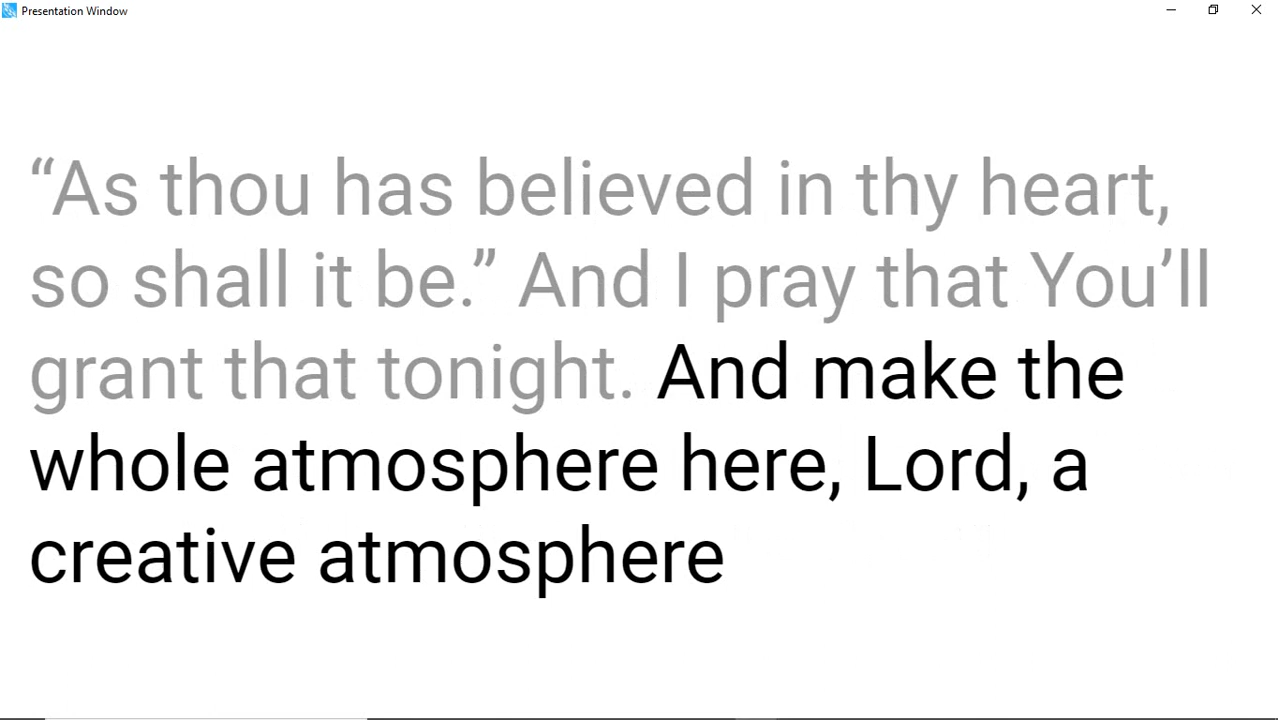 Presentation Window
“As thou has believed in thy heart,
so shall it be.” And I pray that You’ll
grant that tonight. And make the
whole atmosphere here, Lord, a
creative atmosphere